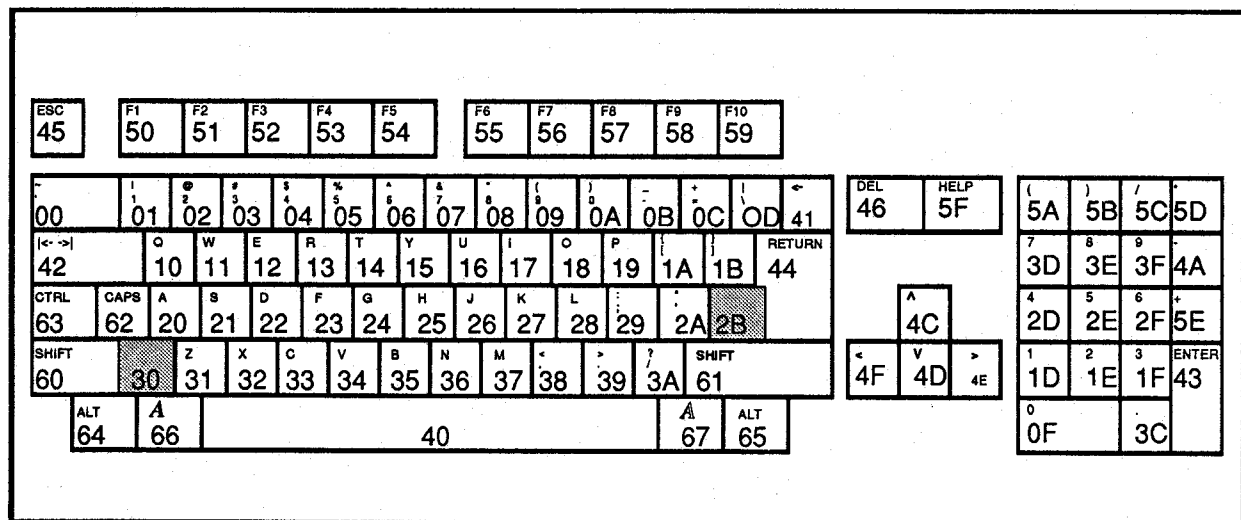 ESC F1 F2 F3 F4 F5 F6 F7 F8 F9 F10
45 50 51 52 53 54 55 56 57 58 59
~ ! @ # $ % ^ & * ( ) _ + | <- DEL HELP ( ) / *
1 2 3 4 5 6 7 8 9 0 - = \
00 01 02 03 04 05 06 07 08 09 0A 0B 0C 0D 41 46 5F 5A 5B 5C 5D
|<- ->| Q W E R T Y U I O P { } RETURN 7 8 9 -
[ ]
42 10 11 12 13 14 15 16 17 18 19 1A 1B 44 3D 3E 3F 4A
CTRL CAPS A S D F G H J K L : " ^ 4 5 6 +
; '
63 62 20 21 22 23 24 25 26 27 28 29 2A 2B 4C 2D 2E 2F 5E
SHIFT Z X C V B N M < > ? SHIFT < V > 1 2 3 ENTER
, . /
60 30 31 32 33 34 35 36 37 38 39 3A 61 4F 4D 4E 1D 1E 1F 43
ALT A A ALT 0 .
64 66 40 67 65 0F 3C